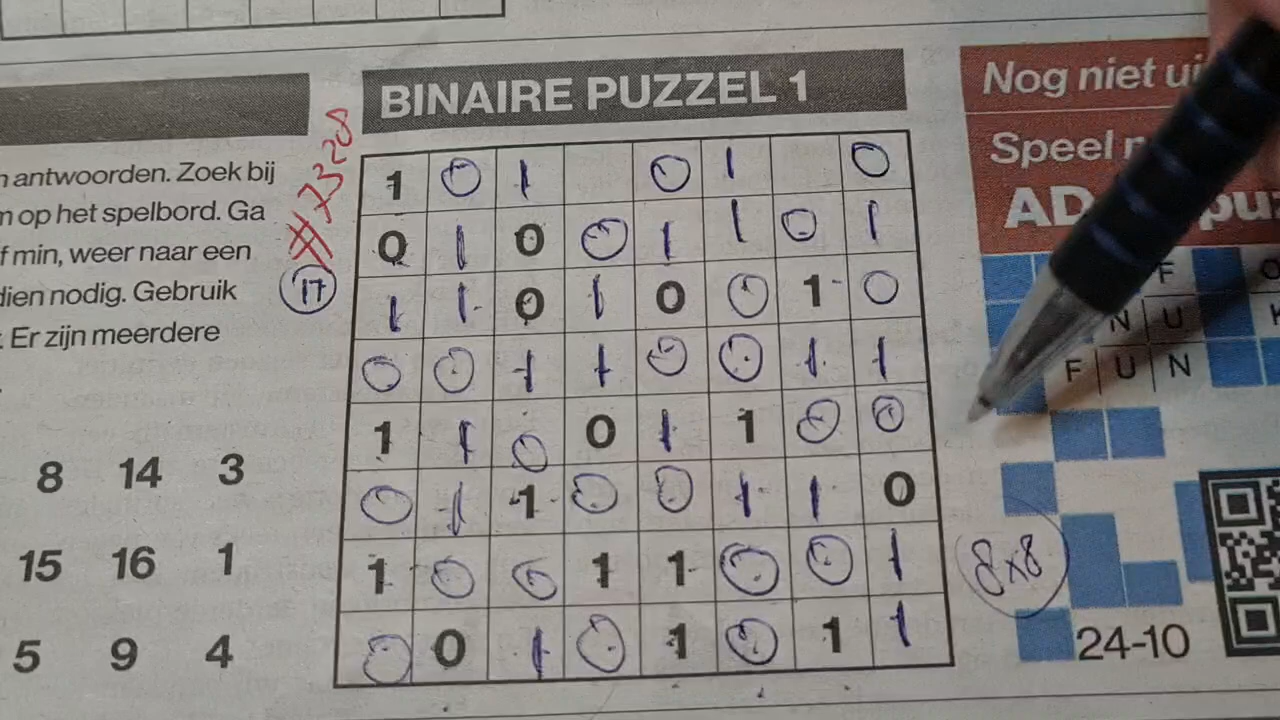 BINAIRE PUZZEL 1
n antwoorden. Zoek bij
n op het spelbord. Ga
f min, weer naar een
dien nodig. Gebruik
. Er zijn meerdere
#73208
17
8 14 3
15 16 1
5 9 4
1 0 1 0 1 0
0 1 0 0 1 1 0 1
1 1 0 1 0 0 1 0
0 0 1 1 0 0 1 1
1 1 0 0 1 1 0 0
0 1 1 0 0 1 1 0
1 0 0 1 1 0 0 1
0 0 1 0 1 0 1 1
8x8
24-10
Nog niet ui
Speel
AD pu
F O
N U
F U N